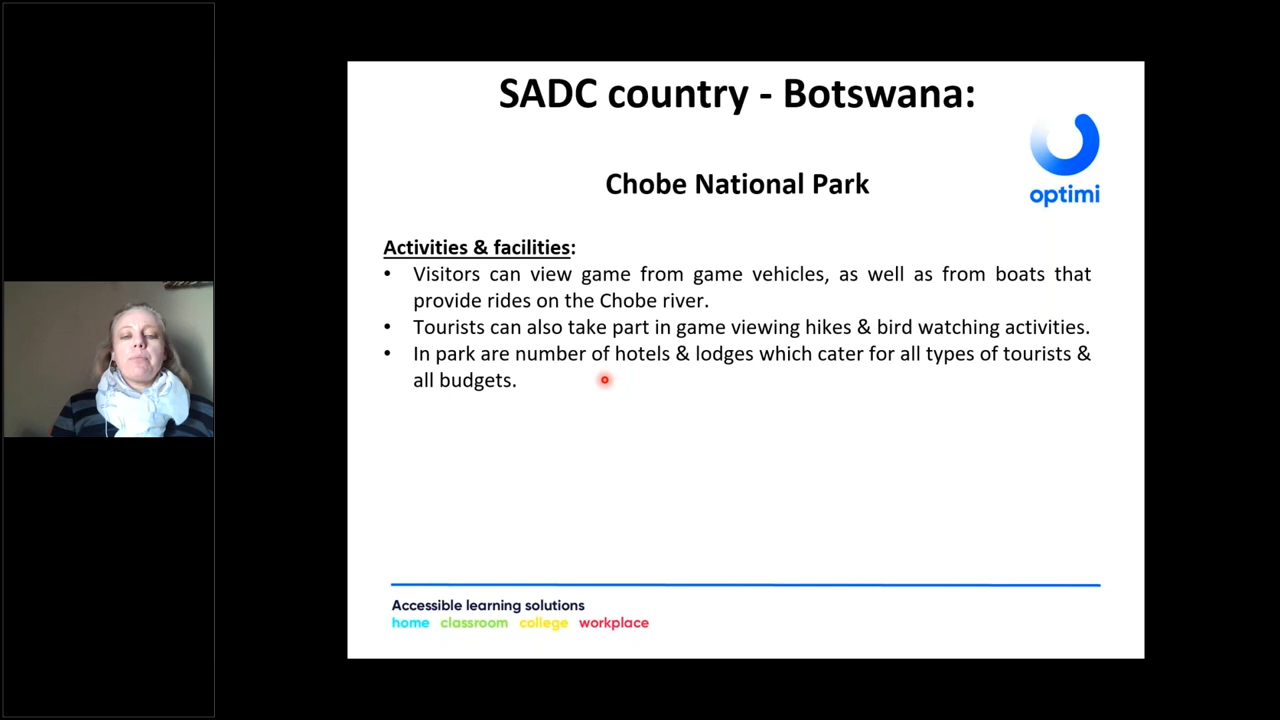 SADC country - Botswana:
optimi
Chobe National Park
Activities & facilities:
• Visitors can view game from game vehicles, as well as from boats that
provide rides on the Chobe river.
• Tourists can also take part in game viewing hikes & bird watching activities.
• In park are number of hotels & lodges which cater for all types of tourists &
all budgets.
Accessible learning solutions
home classroom college workplace